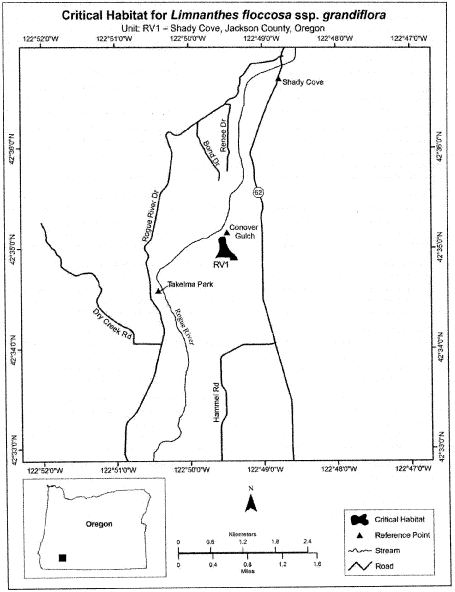 Critical Habitat for Limnanthes floccosa ssp. grandiflora
Unit: RV1 – Shady Cove, Jackson County, Oregon
122°52'0"W 122°51'0"W 122°50'0"W 122°49'0"W 122°48'0"W 122°47'0"W
Shady Cove
42°36'0"N
42°36'0"N
Renee Dr
Bond Dr
62
Rogue River Dr
Conover
Gulch
42°35'0"N
42°35'0"N
RV1
Takelma Park
Dry Creek Rd
Rogue River
42°34'0"N
42°34'0"N
Hammel Rd
42°33'0"N
42°33'0"N
122°52'0"W 122°51'0"W 122°50'0"W 122°49'0"W 122°48'0"W 122°47'0"W
Oregon
N
Kilometers
0 0.6 1.2 1.8 2.4
0 0.4 0.8 1.2 1.6
Miles
Critical Habitat
Reference Point
Stream
Road